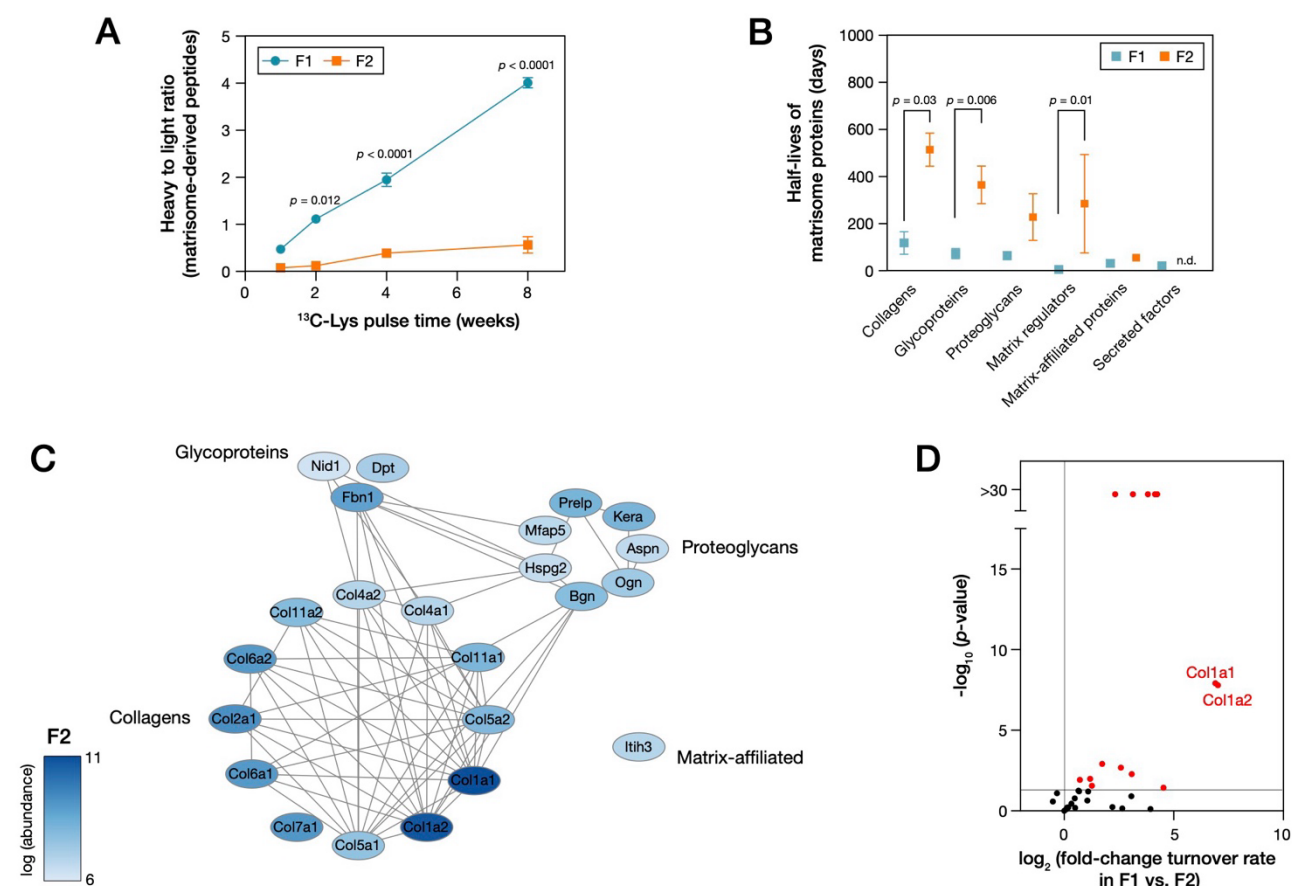 A
Heavy to light ratio
(matrisome-derived peptides)
5
4
3
2
1
0
F1
F2
p = 0.012
p < 0.0001
p < 0.0001
0
2
4
6
8
¹³C-Lys pulse time (weeks)
B
Half-lives of
matrisome proteins (days)
1000
800
600
400
200
0
F1
F2
p = 0.03
p = 0.006
p = 0.01
n.d.
Collagens
Glycoproteins
Proteoglycans
Matrix regulators
Matrix-affiliated proteins
Secreted factors
C
Glycoproteins
Nid1
Dpt
Fbn1
Prelp
Kera
Mfap5
Aspn
Proteoglycans
Hspg2
Ogn
Bgn
Col4a2
Col4a1
Col11a2
Col11a1
Col6a2
Collagens
Col2a1
Col5a2
Itih3
Matrix-affiliated
Col6a1
Col1a1
Col7a1
Col1a2
Col5a1
F2
11
6
log (abundance)
D
-log₁₀ (p-value)
>30
15
10
5
0
Col1a1
Col1a2
0
5
10
log₂ (fold-change turnover rate
in F1 vs. F2)